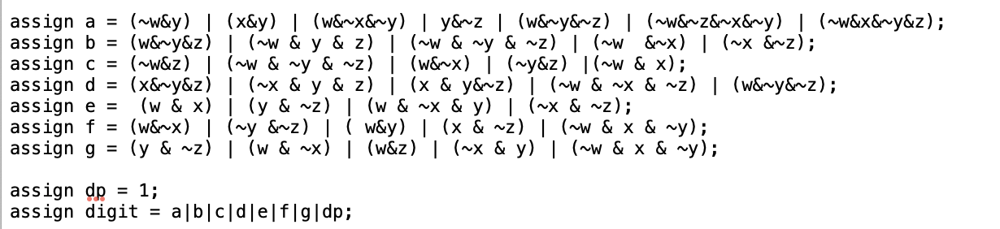 assign a = (~w&y) | (x&y) | (w&~x&~y) | y&~z | (w&~y&~z) | (~w&~z&~x&~y) | (~w&x&~y&z);
assign b = (w&~y&z) | (~w & y & z) | (~w & ~y & ~z) | (~w  &~x) | (~x &~z);
assign c = (~w&z) | (~w & ~y & ~z) | (w&~x) | (~y&z) |(~w & x);
assign d = (x&~y&z) | (~x & y & z) | (x & y&~z) | (~w & ~x & ~z) | (w&~y&~z);
assign e =  (w & x) | (y & ~z) | (w & ~x & y) | (~x & ~z);
assign f = (w&~x) | (~y &~z) | ( w&y) | (x & ~z) | (~w & x & ~y);
assign g = (y & ~z) | (w & ~x) | (w&z) | (~x & y) | (~w & x & ~y);
assign dp = 1;
assign digit = a|b|c|d|e|f|g|dp;